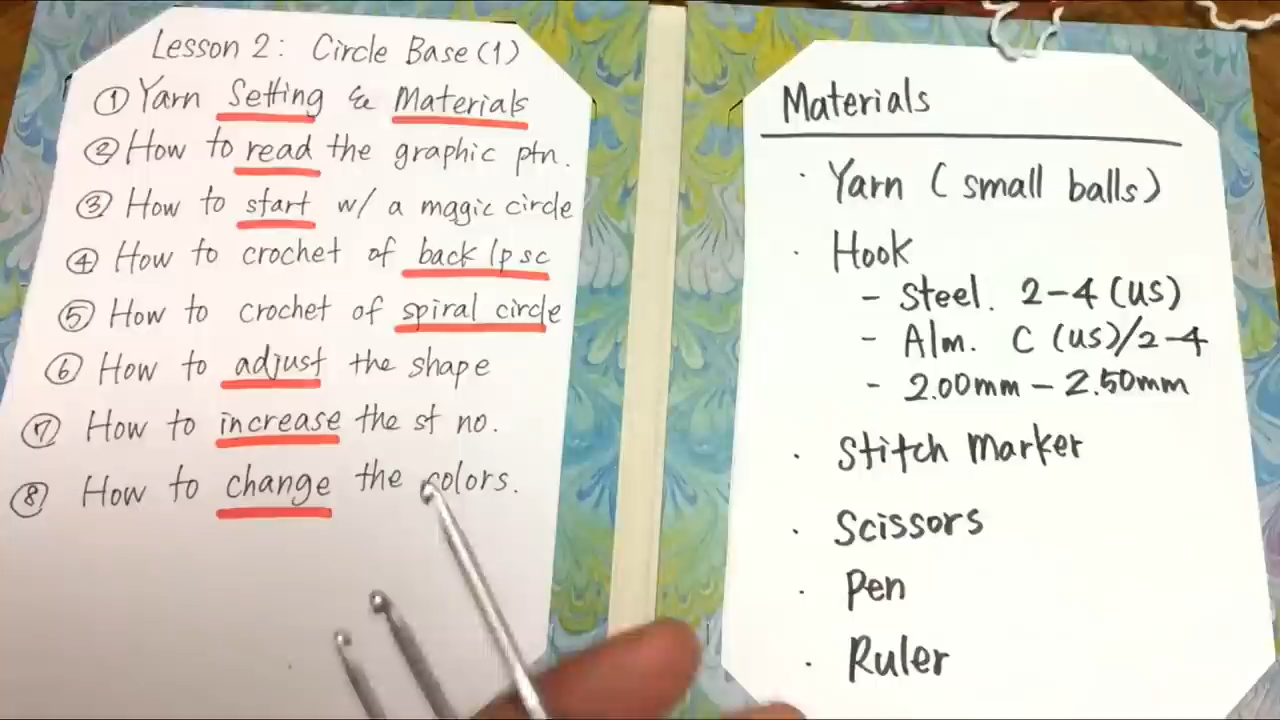 Lesson 2: Circle Base (1)
① Yarn Setting & Materials
② How to read the graphic ptn.
③ How to start w/ a magic circle
④ How to crochet of back lp sc
⑤ How to crochet of spiral circle
⑥ How to adjust the shape
⑦ How to increase the st no.
⑧ How to change the colors.
Materials
· Yarn (small balls)
· Hook
- Steel. 2-4 (US)
- Alm. C (US)/2-4
- 2.00mm - 2.50mm
· Stitch Marker
· Scissors
· Pen
· Ruler